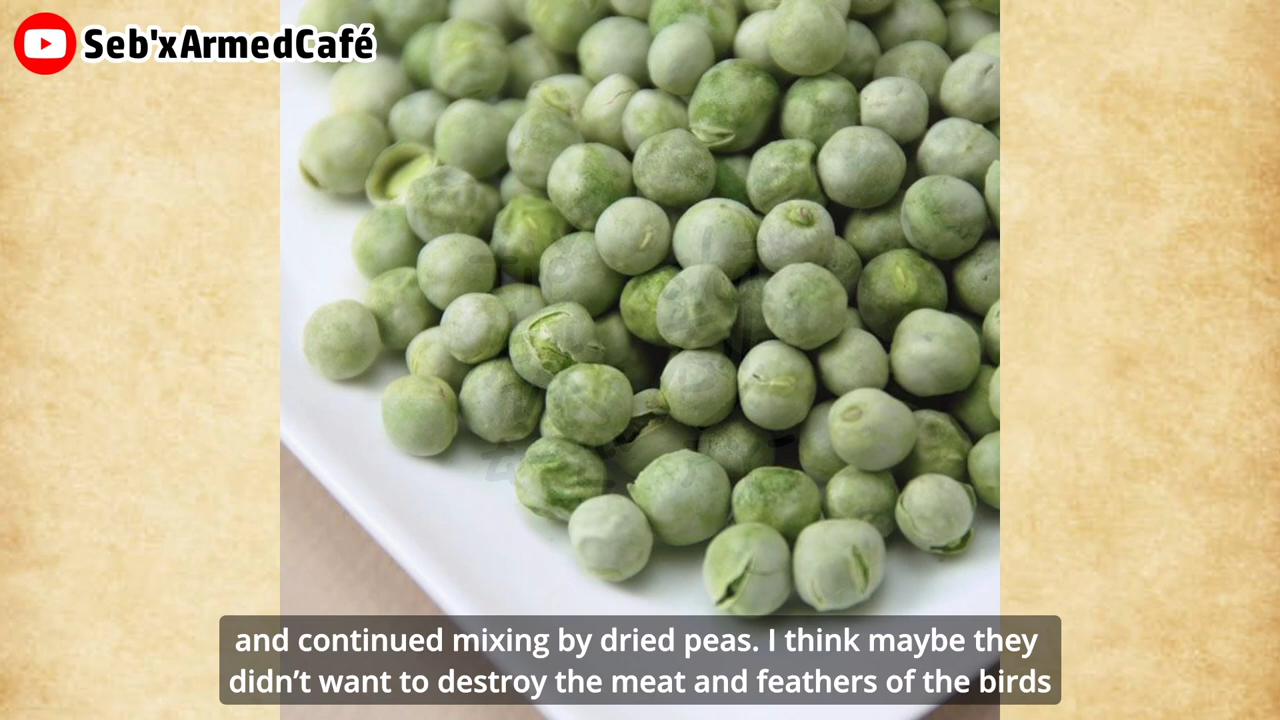 Seb'xArmedCafé
and continued mixing by dried peas. I think maybe they
didn’t want to destroy the meat and feathers of the birds